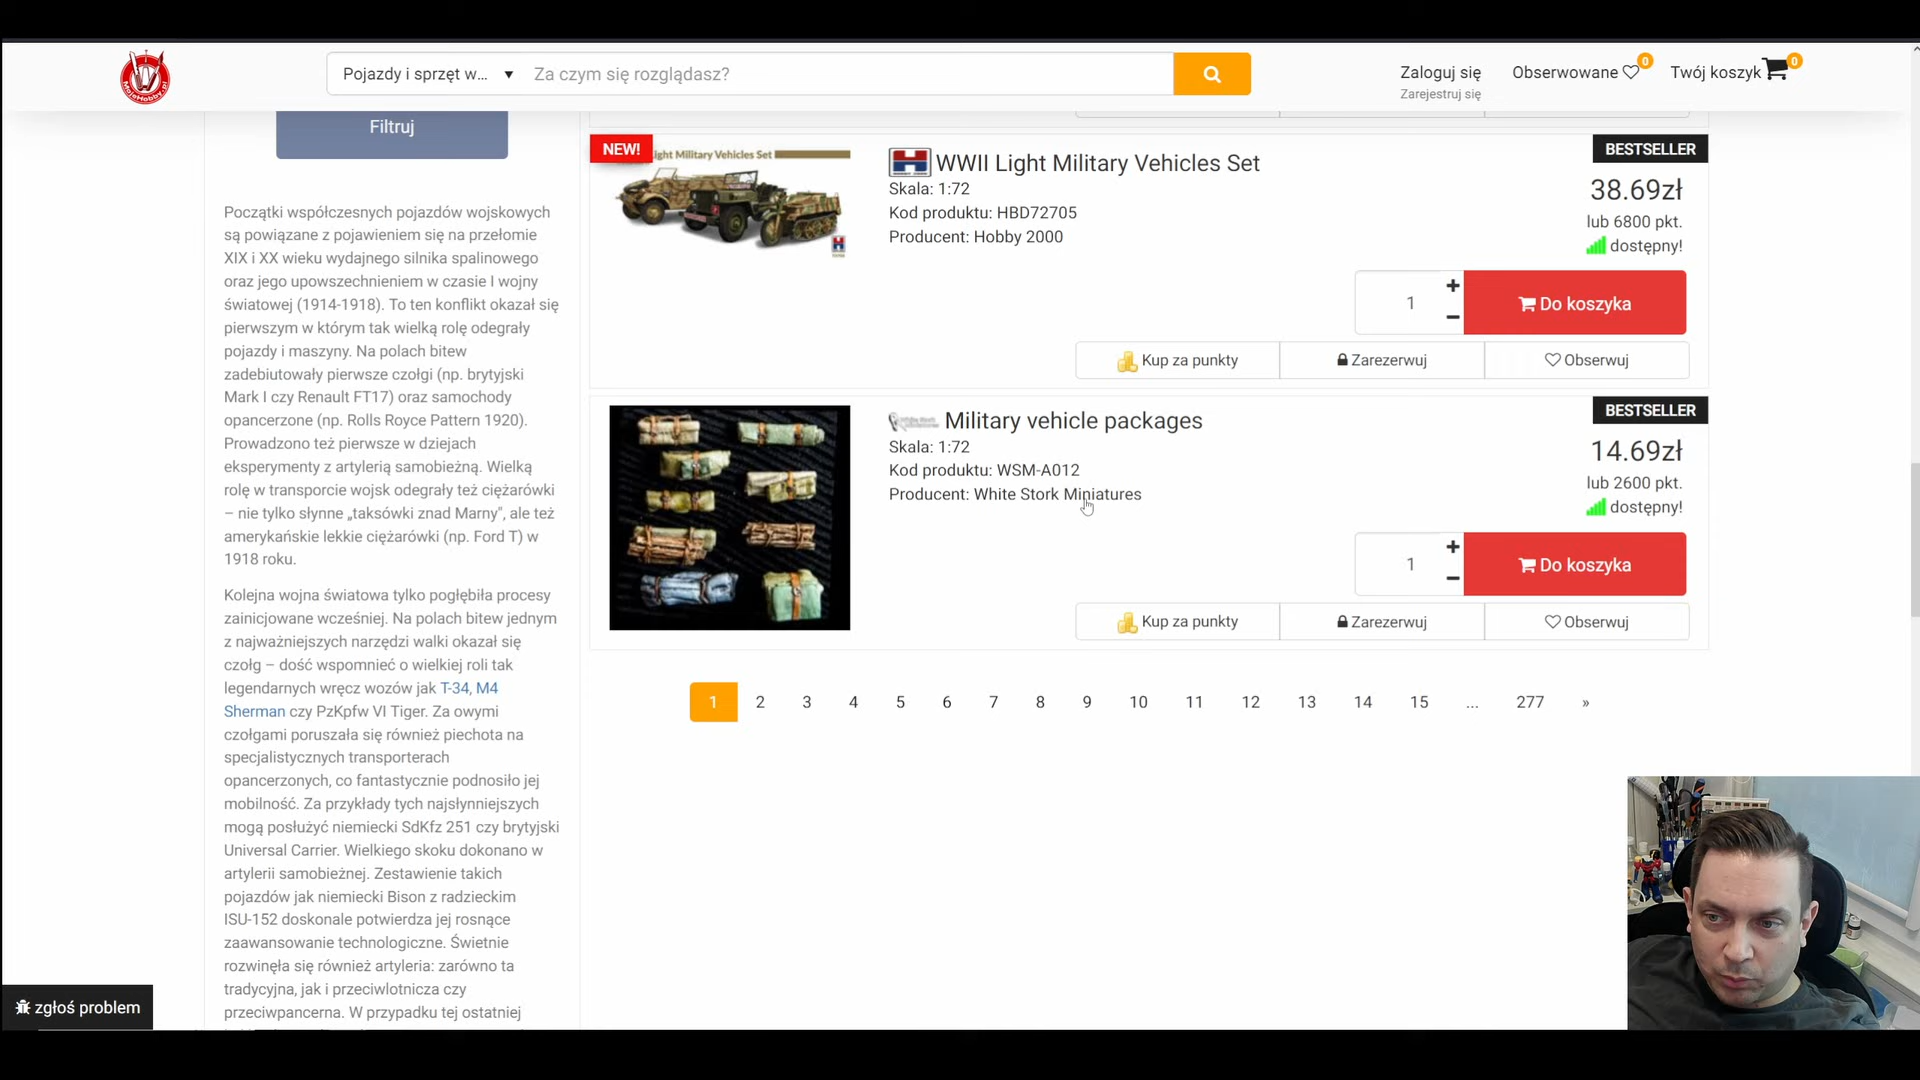 Pojazdy i sprzęt w...
Za czym się rozglądasz?
Zaloguj się
Zarejestruj się
Obserwowane
0
Twój koszyk
0
Filtruj
Początki współczesnych pojazdów wojskowych
są powiązane z pojawieniem się na przełomie
XIX i XX wieku wydajnego silnika spalinowego
oraz jego upowszechnieniem w czasie I wojny
światowej (1914-1918). To ten konflikt okazał się
pierwszym w którym tak wielką rolę odegrały
pojazdy i maszyny. Na polach bitew
zadebiutowały pierwsze czołgi (np. brytyjski
Mark I czy Renault FT17) oraz samochody
opancerzone (np. Rolls Royce Pattern 1920).
Prowadzono też pierwsze w dziejach
eksperymenty z artylerią samobieżną. Wielką
rolę w transporcie wojsk odegrały też ciężarówki
– nie tylko słynne „taksówki znad Marny", ale też
amerykańskie lekkie ciężarówki (np. Ford T) w
1918 roku.
Kolejna wojna światowa tylko pogłębiła procesy
zainicjowane wcześniej. Na polach bitew jednym
z najważniejszych narzędzi walki okazał się
czołg – dość wspomnieć o wielkiej roli tak
legendarnych wręcz wozów jak T-34, M4
Sherman czy PzKpfw VI Tiger. Za owymi
czołgami poruszała się również piechota na
specjalistycznych transporterach
opancerzonych, co fantastycznie podnosiło jej
mobilność. Za przykłady tych najsłynniejszych
mogą posłużyć niemiecki SdKfz 251 czy brytyjski
Universal Carrier. Wielkiego skoku dokonano w
artylerii samobieżnej. Zestawienie takich
pojazdów jak niemiecki Bison z radzieckim
ISU-152 doskonale potwierdza jej rosnące
zaawansowanie technologiczne. Świetnie
rozwinęła się również artyleria: zarówno ta
tradycyjna, jak i przeciwlotnicza czy
przeciwpancerna. W przypadku tej ostatniej
zgłoś problem
NEW!
ight Military Vehicles Set
WWII Light Military Vehicles Set
Skala: 1:72
Kod produktu: HBD72705
Producent: Hobby 2000
BESTSELLER
38.69zł
lub 6800 pkt.
dostępny!
1
Do koszyka
Kup za punkty
Zarezerwuj
Obserwuj
Military vehicle packages
Skala: 1:72
Kod produktu: WSM-A012
Producent: White Stork Miniatures
BESTSELLER
14.69zł
lub 2600 pkt.
dostępny!
1
Do koszyka
Kup za punkty
Zarezerwuj
Obserwuj
1 2 3 4 5 6 7 8 9 10 11 12 13 14 15 ... 277 »